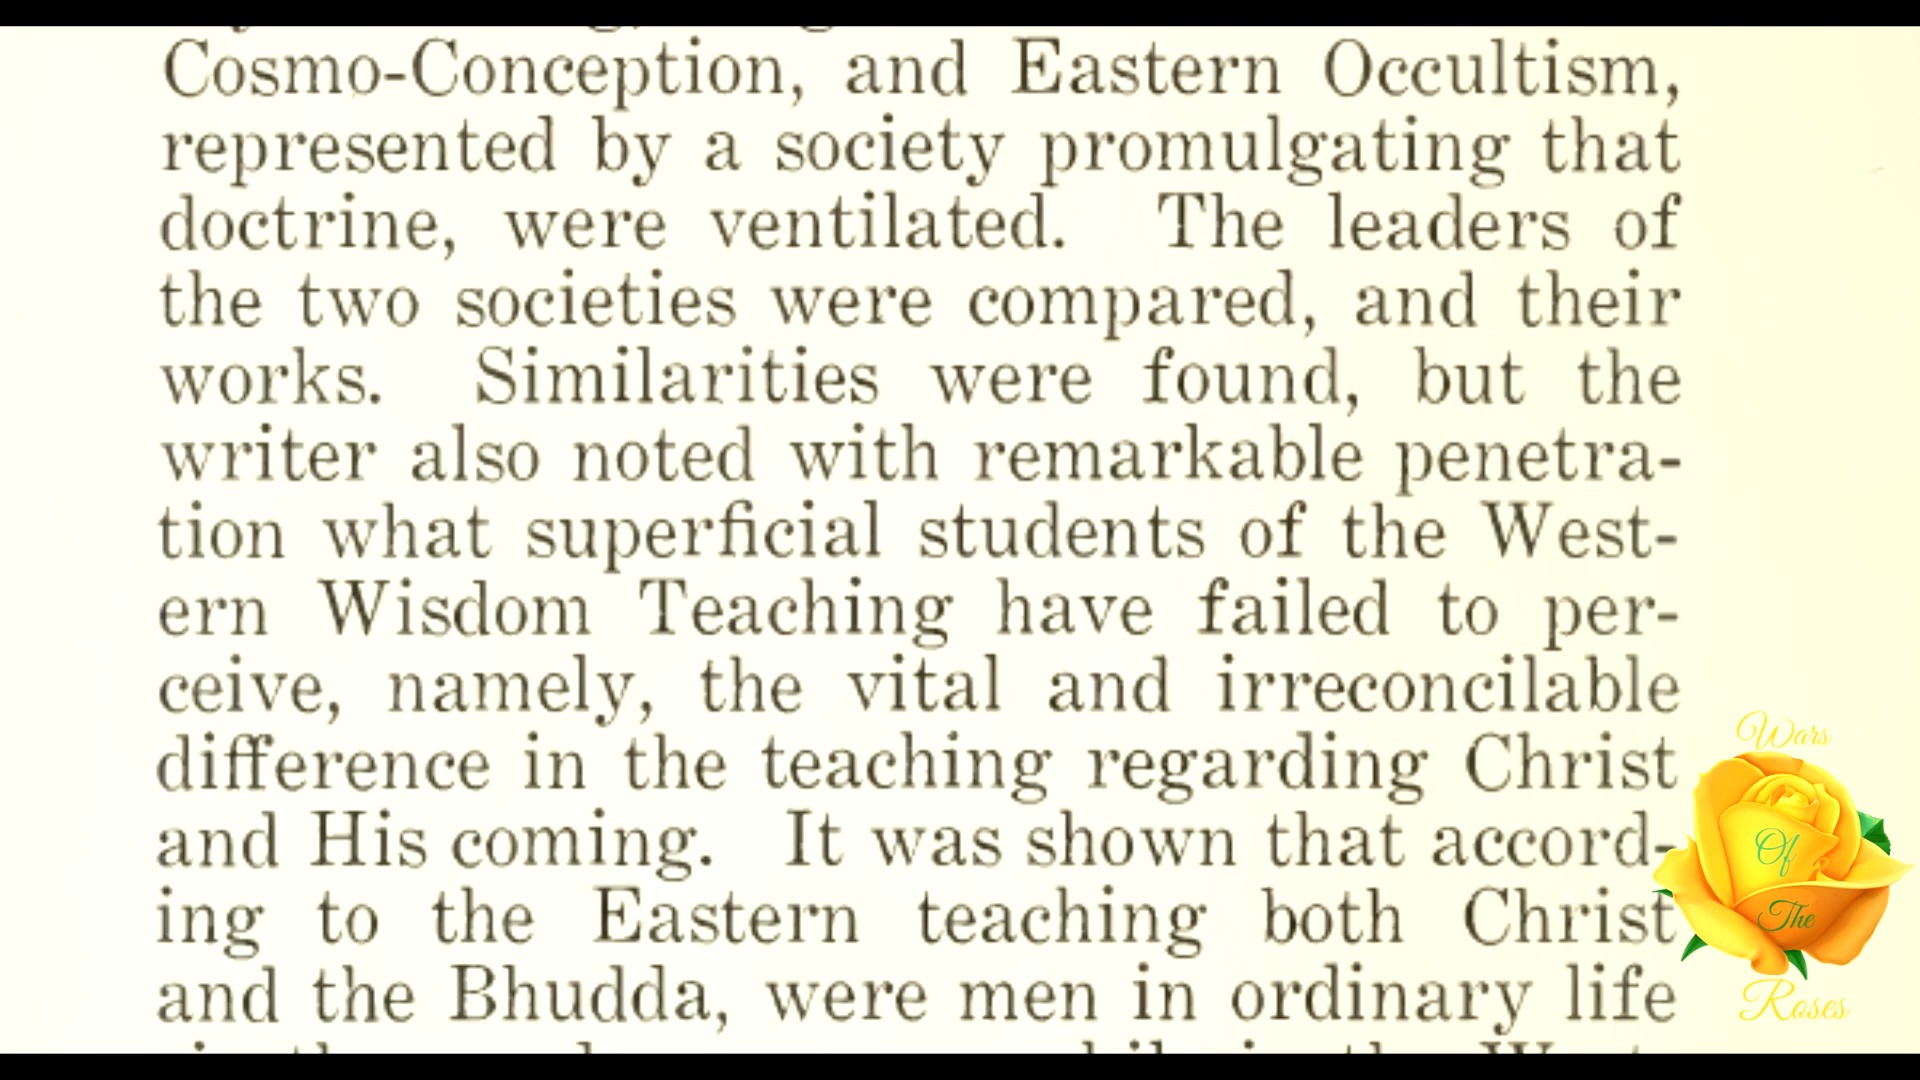 Cosmo-Conception, and Eastern Occultism,
represented by a society promulgating that
doctrine, were ventilated. The leaders of
the two societies were compared, and their
works. Similarities were found, but the
writer also noted with remarkable penetra-
tion what superficial students of the West-
ern Wisdom Teaching have failed to per-
ceive, namely, the vital and irreconcilable
difference in the teaching regarding Christ
and His coming. It was shown that accord-
ing to the Eastern teaching both Christ
and the Bhudda, were men in ordinary life
Wars
Of
The
Roses